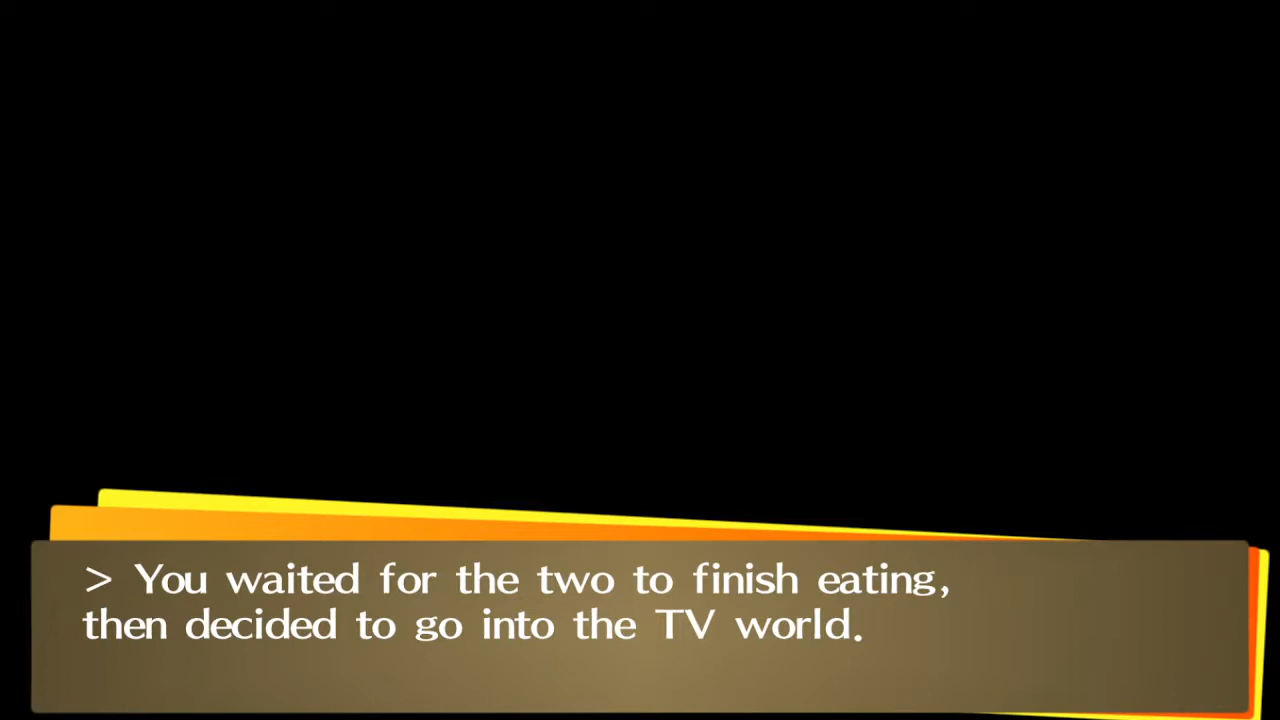 > You waited for the two to finish eating,
then decided to go into the TV world.